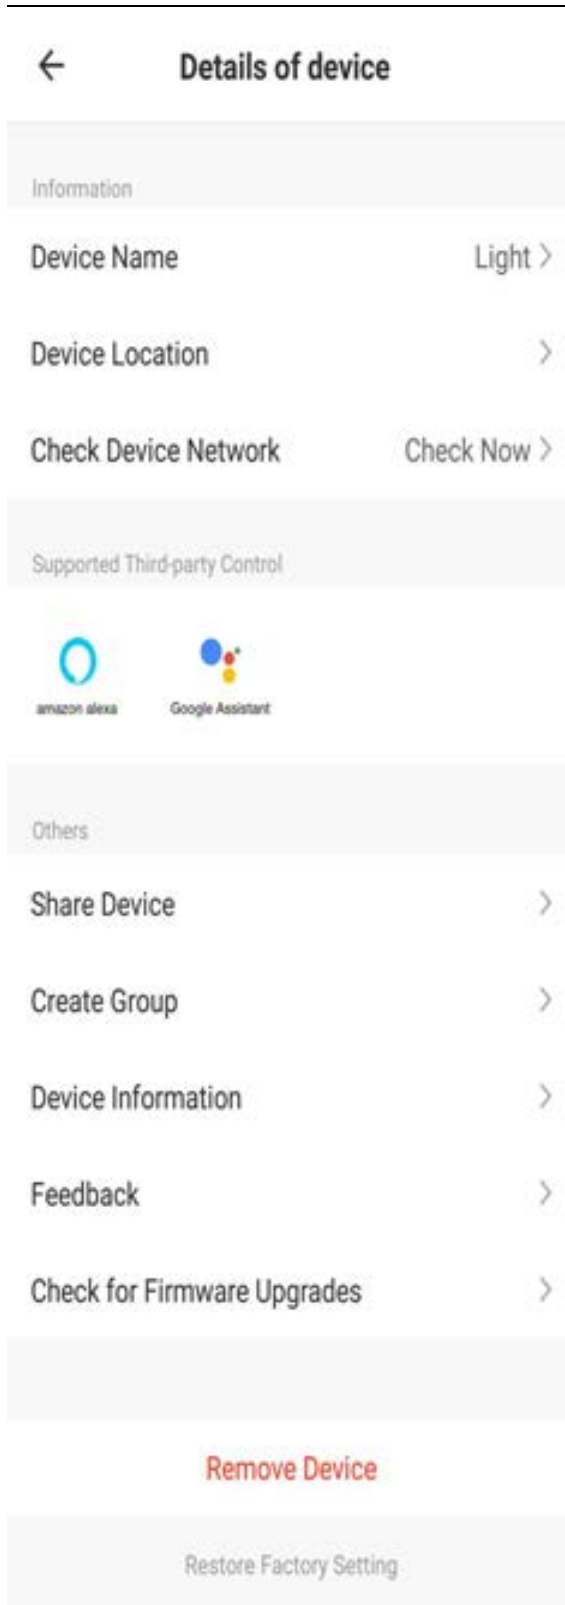 Details of device
Information
Device Name Light
Device Location
Check Device Network Check Now
Supported Third-party Control
amazon alexa Google Assistant
Others
Share Device
Create Group
Device Information
Feedback
Check for Firmware Upgrades
Remove Device
Restore Factory Setting